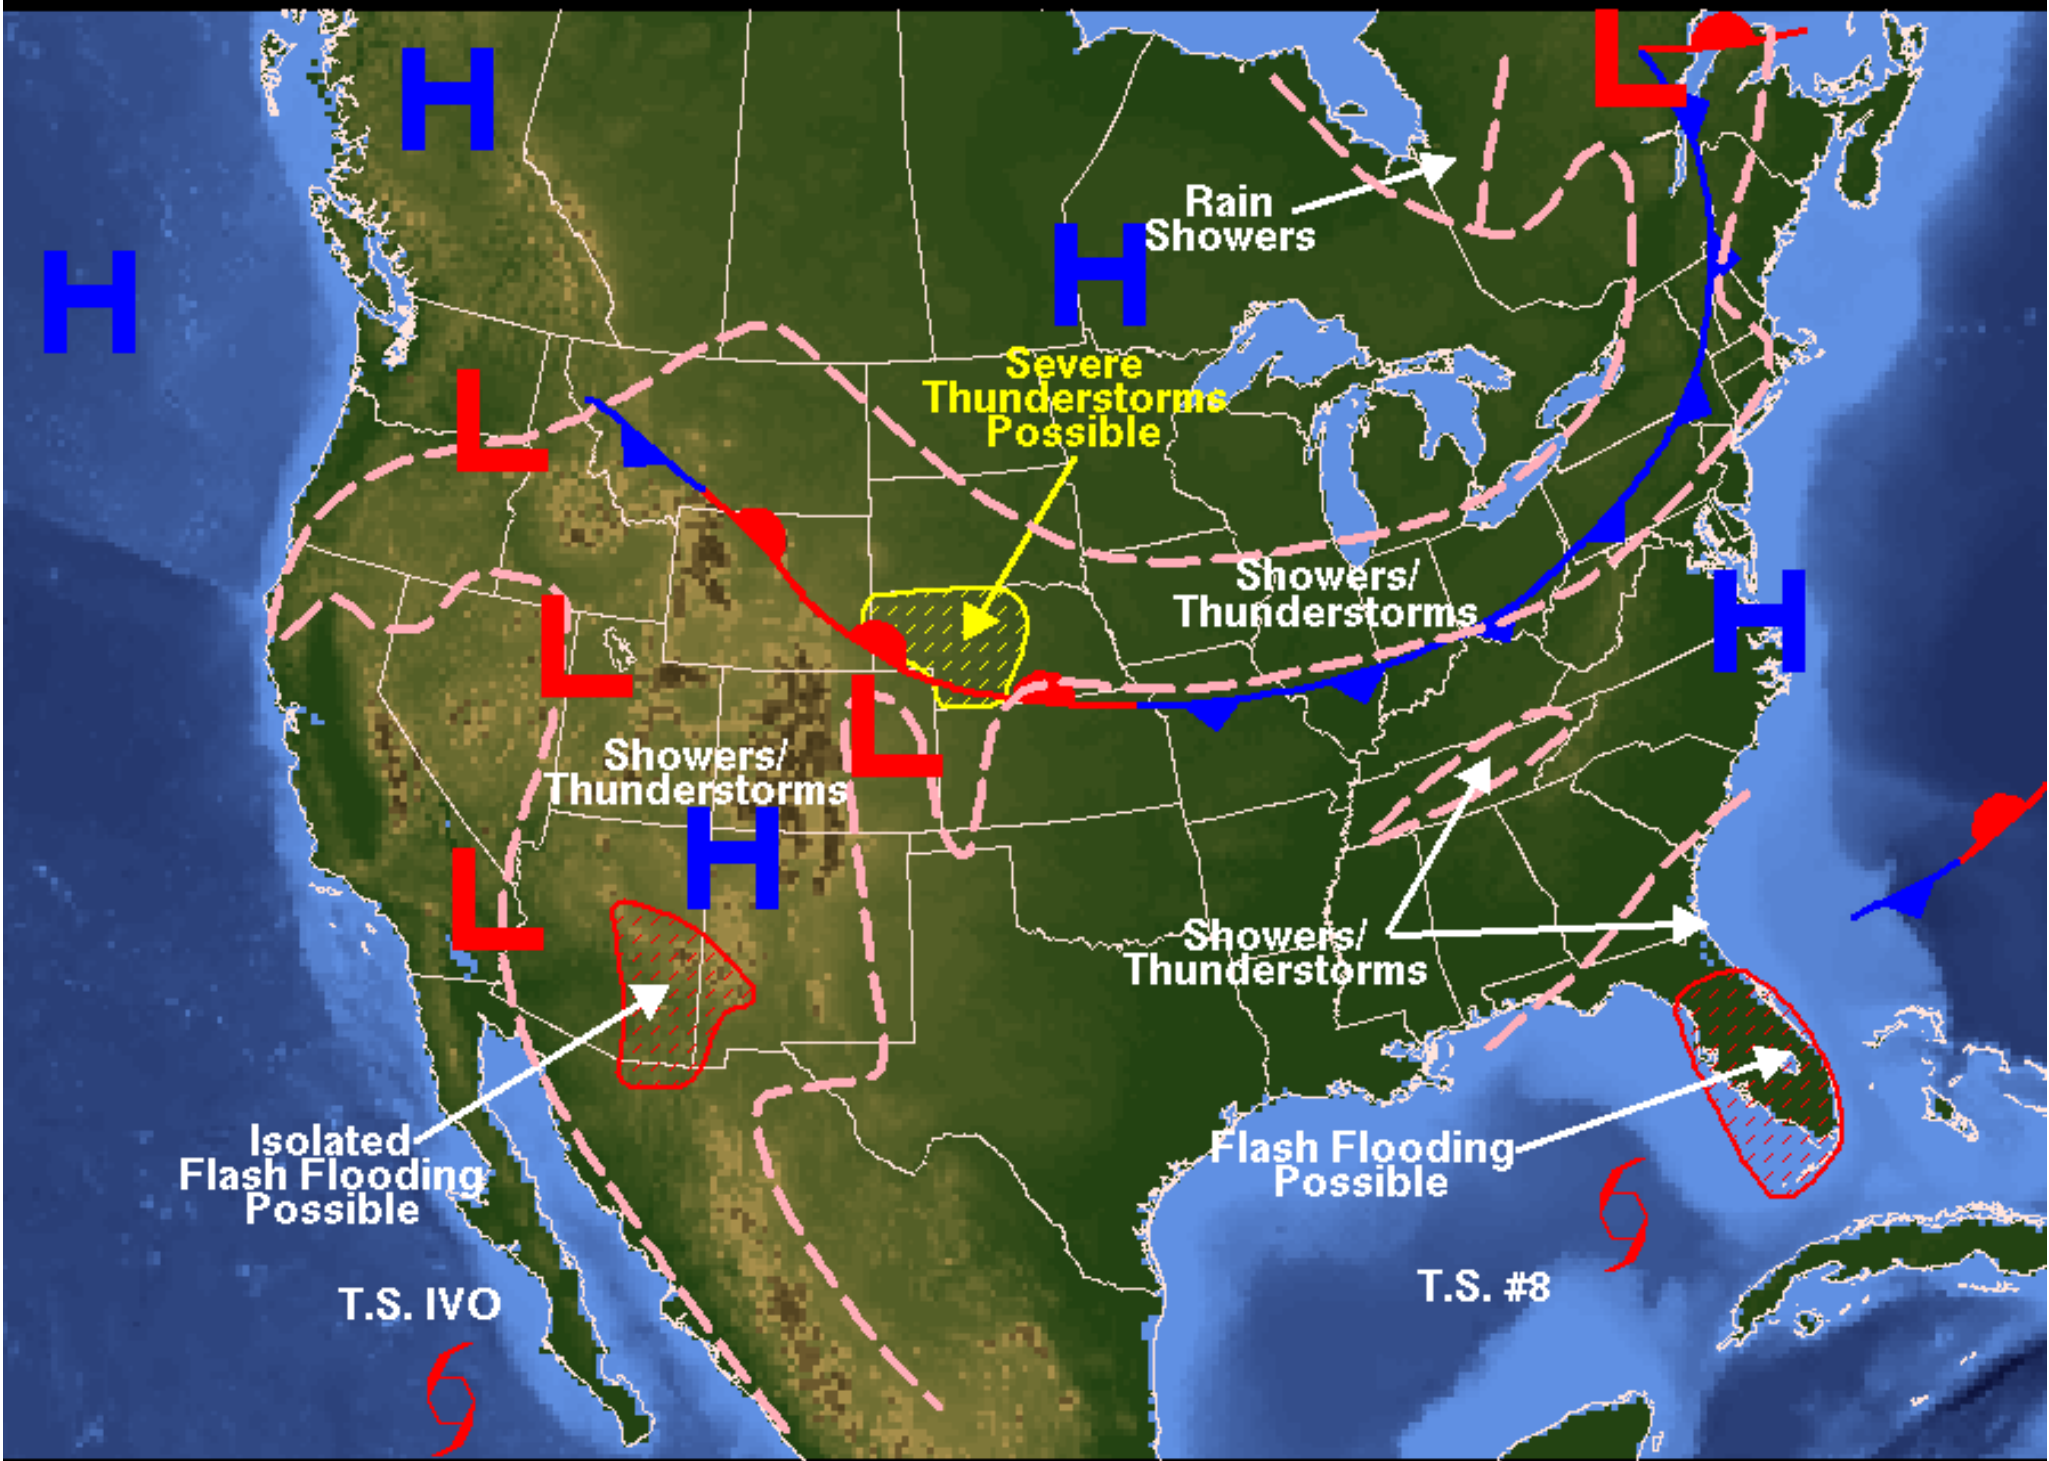 H
L
Rain
Showers
H
H
Severe
Thunderstorms
Possible
L
Showers/
Thunderstorms
H
L
L
Showers/
Thunderstorms
H
L
Showers/
Thunderstorms
Isolated
Flash Flooding
Possible
Flash Flooding
Possible
T.S. IVO
T.S. #8